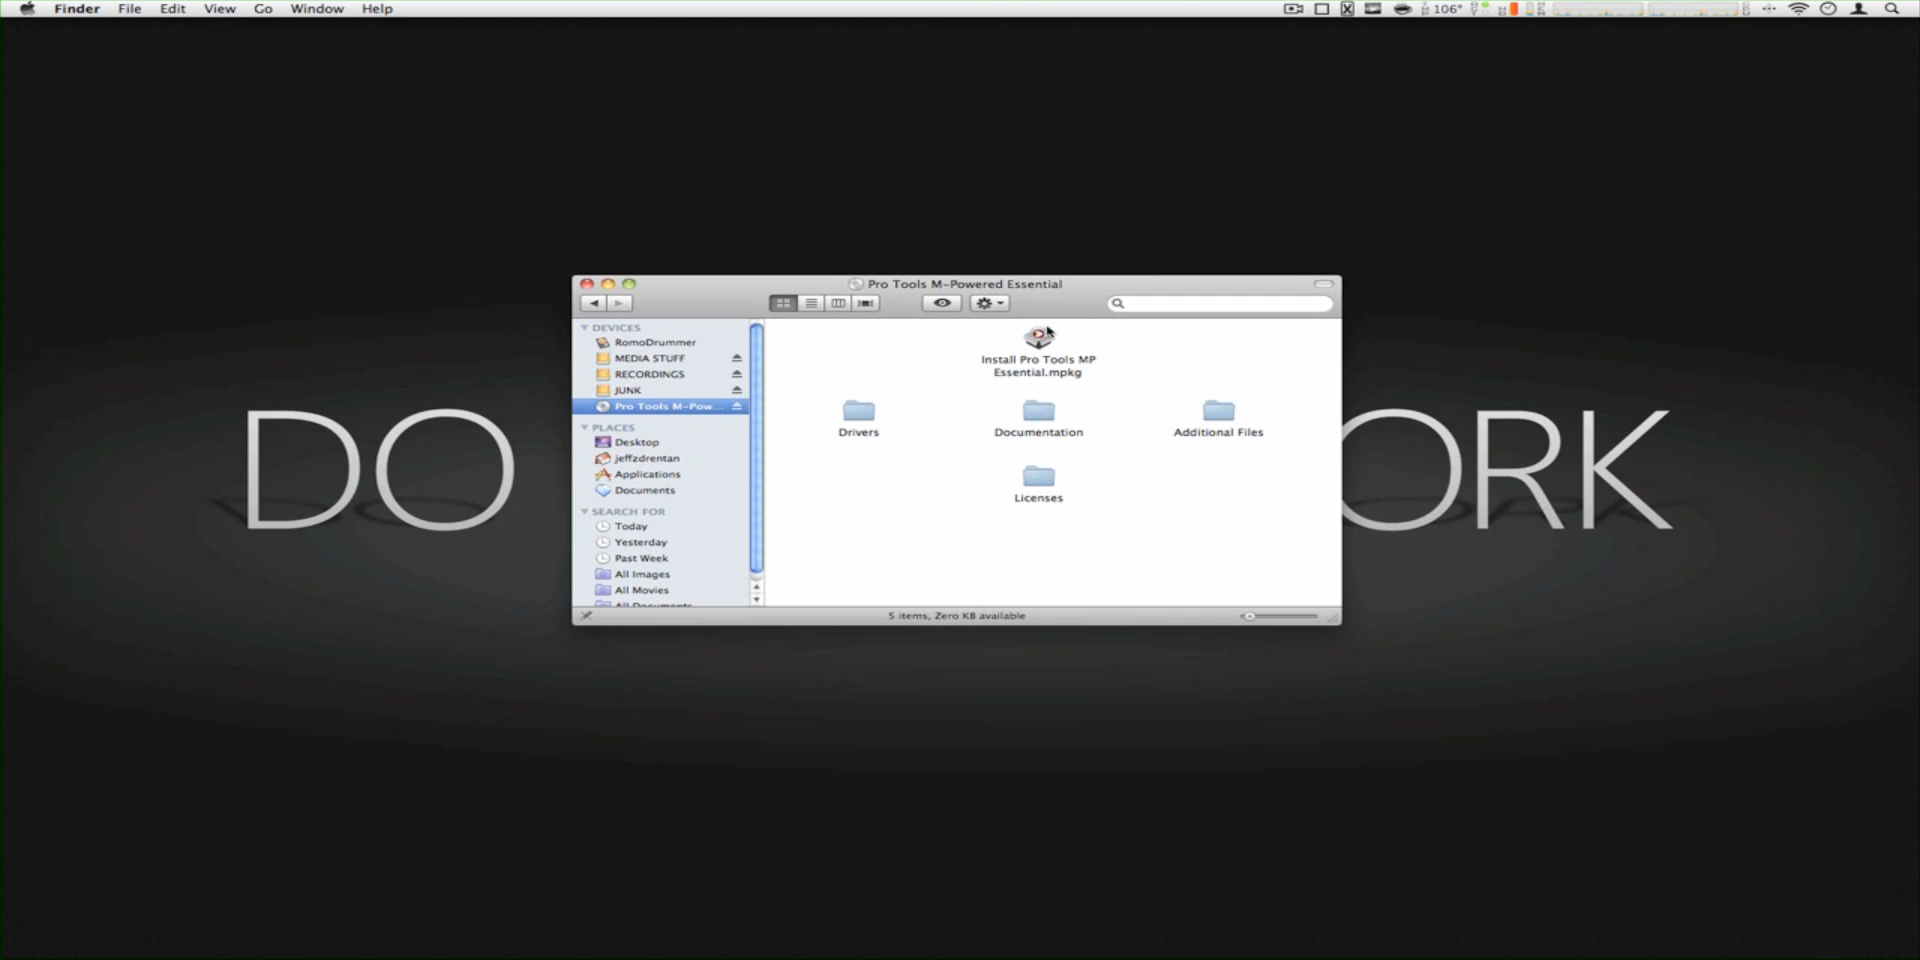 Finder File Edit View Go Window Help
106°
Pro Tools M-Powered Essential
DEVICES
RomoDrummer
MEDIA STUFF
RECORDINGS
JUNK
Pro Tools M-Pow...
PLACES
Desktop
jeffzdrentan
Applications
Documents
SEARCH FOR
Today
Yesterday
Past Week
All Images
All Movies
All Documents
Install Pro Tools MP
Essential.mpkg
Drivers
Documentation
Additional Files
Licenses
5 items, Zero KB available
DO
ORK